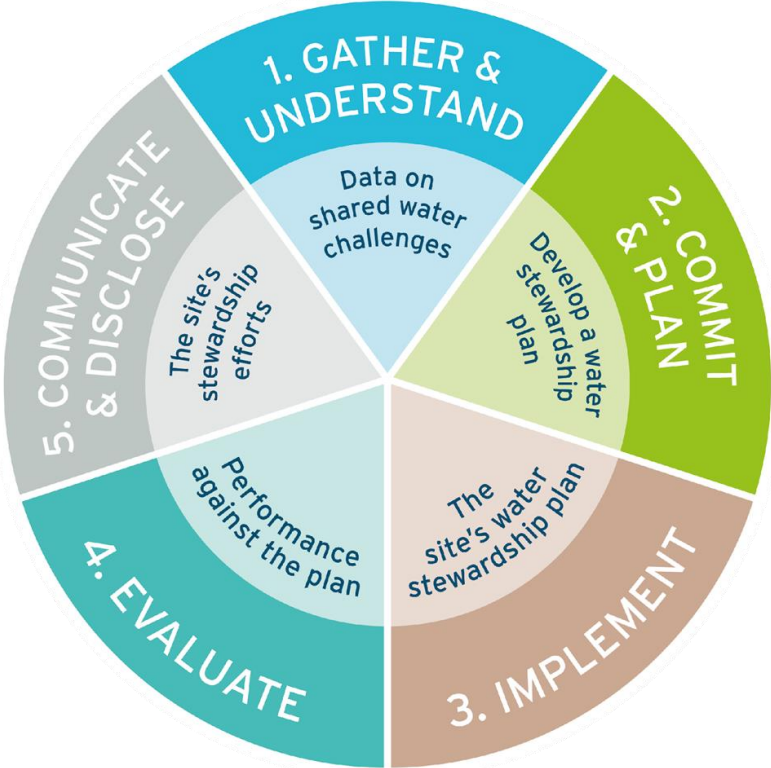 1. GATHER &
UNDERSTAND
Data on
shared water
challenges
2. COMMIT
& PLAN
Develop a water
stewardship
plan
3. IMPLEMENT
The
site's water
stewardship plan
4. EVALUATE
Performance
against the plan
5. COMMUNICATE
& DISCLOSE
The site's
stewardship
efforts